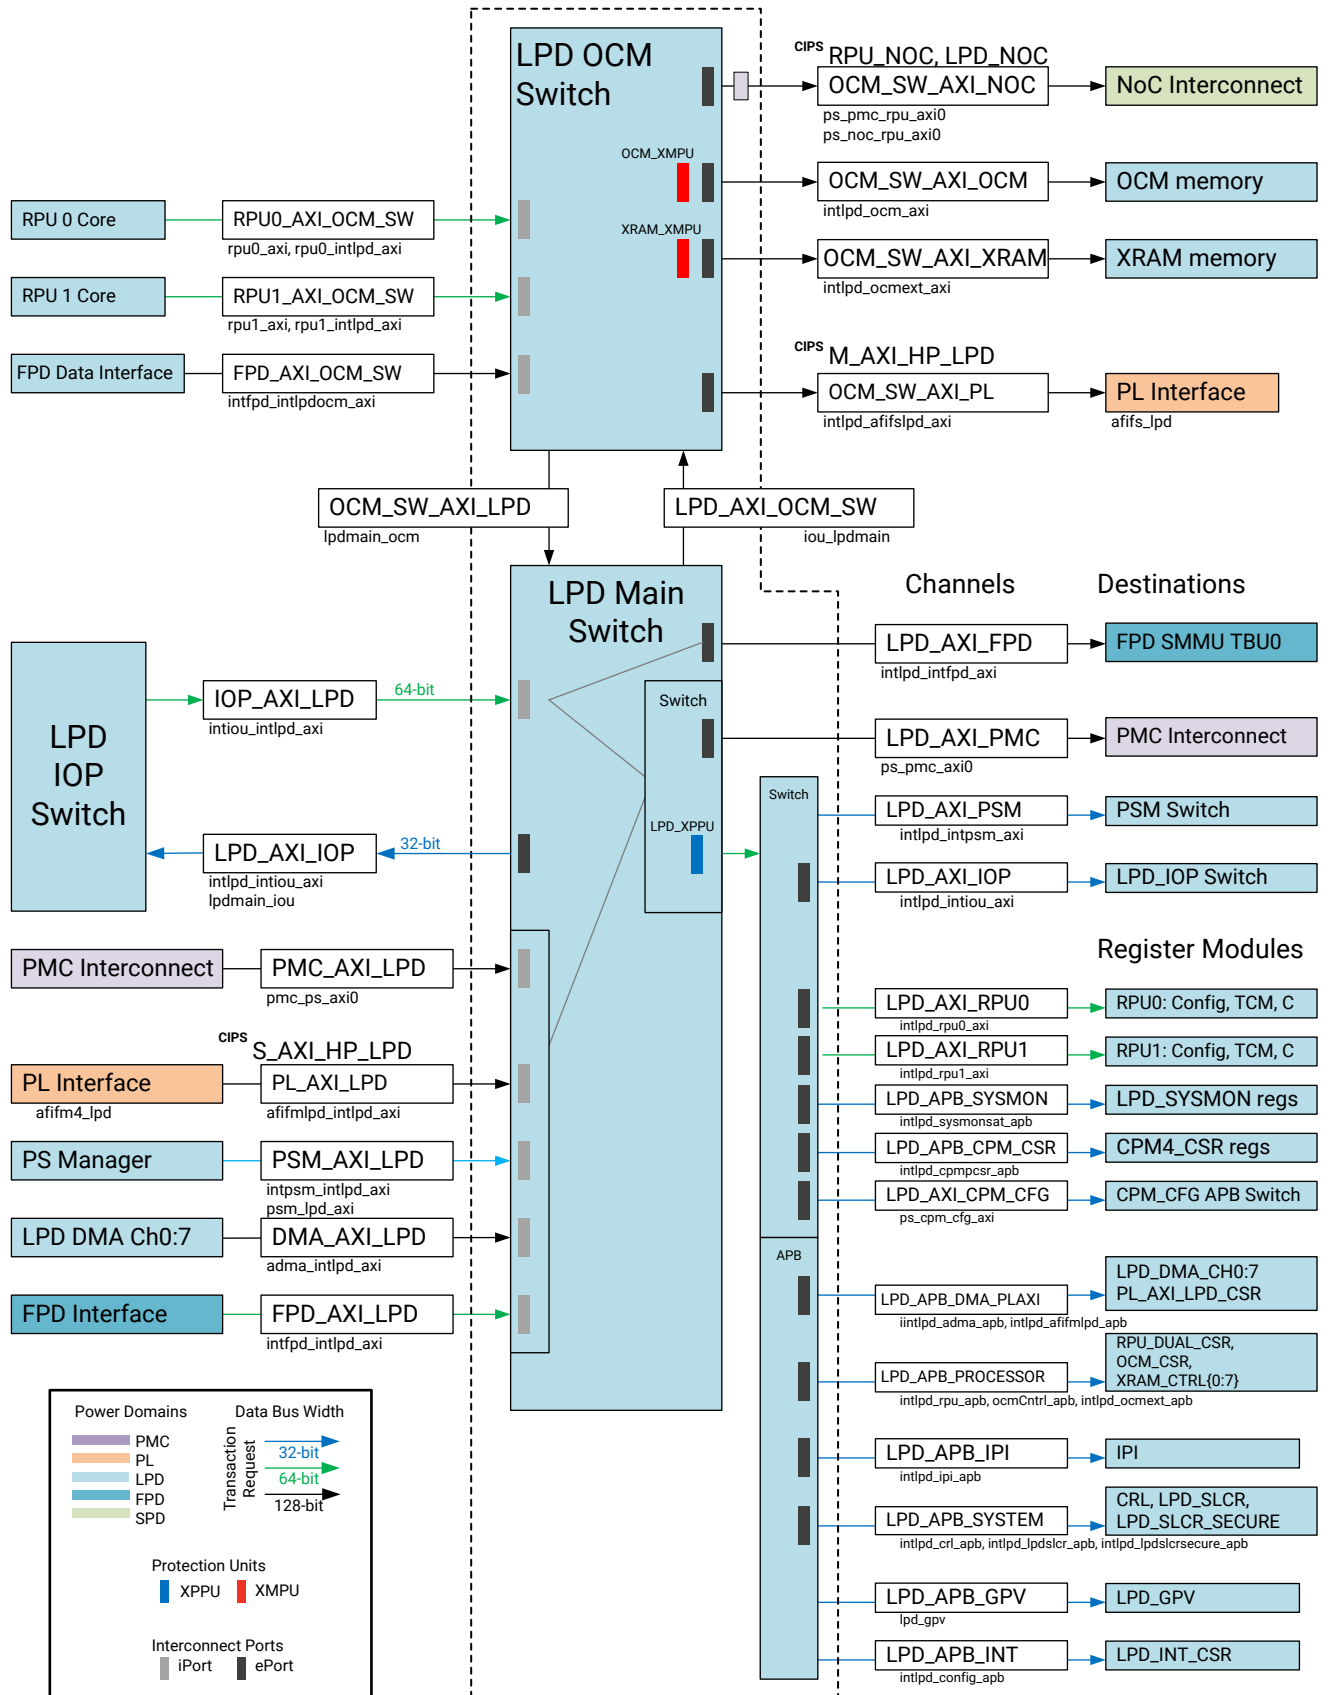 LPD OCM
Switch
CIPS RPU_NOC, LPD_NOC
OCM_SW_AXI_NOC
NoC Interconnect
ps_pmc_rpu_axi0
ps_noc_rpu_axi0
OCM_XMPU
OCM_SW_AXI_OCM
OCM memory
intlpd_ocm_axi
RPU 0 Core
RPU0_AXI_OCM_SW
rpu0_axi, rpu0_intlpd_axi
XRAM_XMPU
OCM_SW_AXI_XRAM
XRAM memory
intlpd_ocmext_axi
RPU 1 Core
RPU1_AXI_OCM_SW
rpu1_axi, rpu1_intlpd_axi
CIPS M_AXI_HP_LPD
FPD Data Interface
FPD_AXI_OCM_SW
intfpd_intlpdocm_axi
OCM_SW_AXI_PL
PL Interface
intlpd_afifslpd_axi
afifs_lpd
OCM_SW_AXI_LPD
lpdmain_ocm
LPD_AXI_OCM_SW
iou_lpdmain
LPD Main
Switch
Channels
Destinations
LPD_AXI_FPD
FPD SMMU TBU0
intlpd_intfpd_axi
LPD
IOP
Switch
IOP_AXI_LPD
64-bit
intiou_intlpd_axi
Switch
LPD_AXI_PMC
PMC Interconnect
ps_pmc_axi0
Switch
LPD_AXI_PSM
PSM Switch
intlpd_intpsm_axi
LPD_XPPU
LPD_AXI_IOP
32-bit
intlpd_intiou_axi
lpdmain_iou
LPD_AXI_IOP
LPD_IOP Switch
intlpd_intiou_axi
Register Modules
PMC Interconnect
PMC_AXI_LPD
pmc_ps_axi0
LPD_AXI_RPU0
RPU0: Config, TCM, C
intlpd_rpu0_axi
CIPS S_AXI_HP_LPD
LPD_AXI_RPU1
RPU1: Config, TCM, C
intlpd_rpu1_axi
PL Interface
PL_AXI_LPD
afifm4_lpd
afifmlpd_intlpd_axi
LPD_APB_SYSMON
LPD_SYSMON regs
intlpd_sysmonsat_apb
PS Manager
PSM_AXI_LPD
intpsm_intlpd_axi
psm_lpd_axi
LPD_APB_CPM_CSR
CPM4_CSR regs
intlpd_cpmpcsr_apb
LPD_AXI_CPM_CFG
CPM_CFG APB Switch
ps_cpm_cfg_axi
LPD DMA Ch0:7
DMA_AXI_LPD
adma_intlpd_axi
APB
LPD_APB_DMA_PLAXI
LPD_DMA_CH0:7
PL_AXI_LPD_CSR
iintlpd_adma_apb, intlpd_afifmlpd_apb
FPD Interface
FPD_AXI_LPD
intfpd_intlpd_axi
LPD_APB_PROCESSOR
RPU_DUAL_CSR,
OCM_CSR,
XRAM_CTRL{0:7}
intlpd_rpu_apb, ocmCntrl_apb, intlpd_ocmext_apb
LPD_APB_IPI
IPI
intlpd_ipi_apb
LPD_APB_SYSTEM
CRL, LPD_SLCR,
LPD_SLCR_SECURE
intlpd_crl_apb, intlpd_lpdslcr_apb, intlpd_lpdslcrsecure_apb
LPD_APB_GPV
LPD_GPV
lpd_gpv
LPD_APB_INT
LPD_INT_CSR
intlpd_config_apb
Power Domains
PMC
PL
LPD
FPD
SPD
Data Bus Width
Transaction
Request
32-bit
64-bit
128-bit
Protection Units
XPPU
XMPU
Interconnect Ports
iPort
ePort